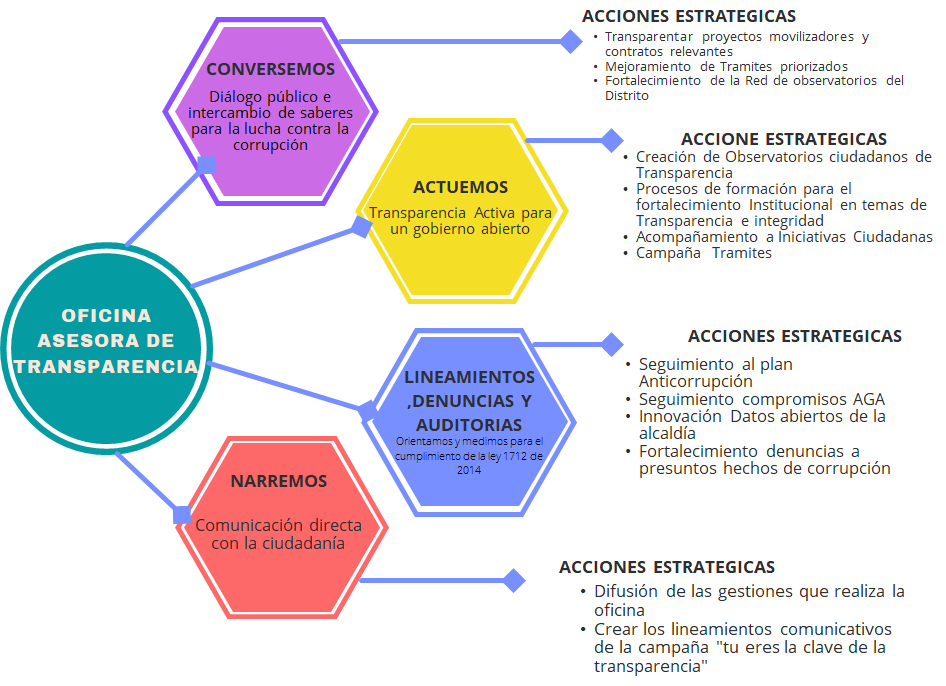 OFICINA
ASESORA DE
TRANSPARENCIA
CONVERSEMOS
Diálogo público e
intercambio de saberes
para la lucha contra la
corrupción
ACCIONES ESTRATEGICAS
• Transparentar proyectos movilizadores y
contratos relevantes
• Mejoramiento de Tramites priorizados
• Fortalecimiento de la Red de observatorios del
Distrito
ACTUEMOS
Transparencia Activa para
un gobierno abierto
ACCIONE ESTRATEGICAS
• Creación de Observatorios ciudadanos de
Transparencia
• Procesos de formación para el
fortalecimiento Institucional en temas de
Transparencia e integridad
• Acompañamiento a Iniciativas Ciudadanas
• Campaña Tramites
LINEAMIENTOS
,DENUNCIAS Y
AUDITORIAS
Orientamos y medimos para el
cumplimiento de la ley 1712 de
2014
ACCIONES ESTRATEGICAS
• Seguimiento al plan
Anticorrupción
• Seguimiento compromisos AGA
• Innovación Datos abiertos de la
alcaldía
• Fortalecimiento denuncias a
presuntos hechos de corrupción
NARREMOS
Comunicación directa
con la ciudadanía
ACCIONES ESTRATEGICAS
• Difusión de las gestiones que realiza la
oficina
• Crear los lineamientos comunicativos
de la campaña "tu eres la clave de la
transparencia"